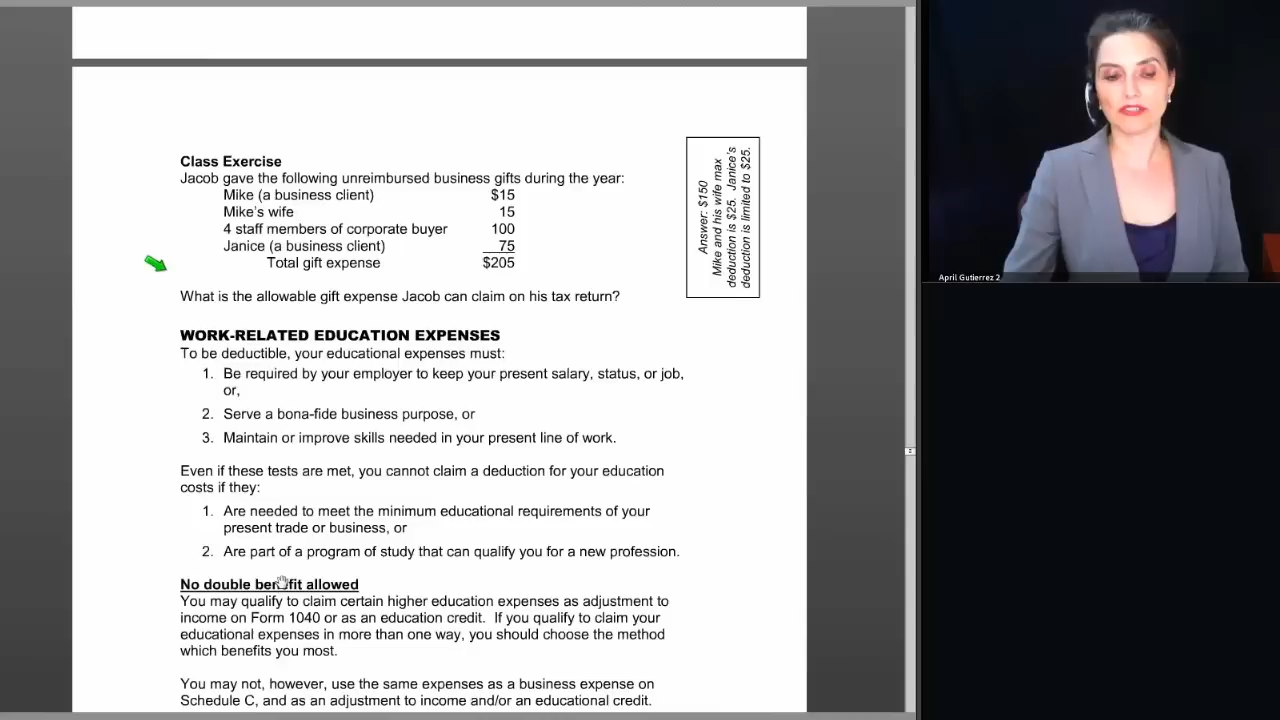 Class Exercise
Jacob gave the following unreimbursed business gifts during the year:
Mike (a business client) $15
Mike's wife 15
4 staff members of corporate buyer 100
Janice (a business client) 75
Total gift expense $205
What is the allowable gift expense Jacob can claim on his tax return?
Answer: $150
Mike and his wife max
deduction is $25. Janice's
deduction is limited to $25.
WORK-RELATED EDUCATION EXPENSES
To be deductible, your educational expenses must:
1. Be required by your employer to keep your present salary, status, or job,
or,
2. Serve a bona-fide business purpose, or
3. Maintain or improve skills needed in your present line of work.
Even if these tests are met, you cannot claim a deduction for your education
costs if they:
1. Are needed to meet the minimum educational requirements of your
present trade or business, or
2. Are part of a program of study that can qualify you for a new profession.
No double benefit allowed
You may qualify to claim certain higher education expenses as adjustment to
income on Form 1040 or as an education credit. If you qualify to claim your
educational expenses in more than one way, you should choose the method
which benefits you most.
You may not, however, use the same expenses as a business expense on
Schedule C, and as an adjustment to income and/or an educational credit.
April Gutierrez 2